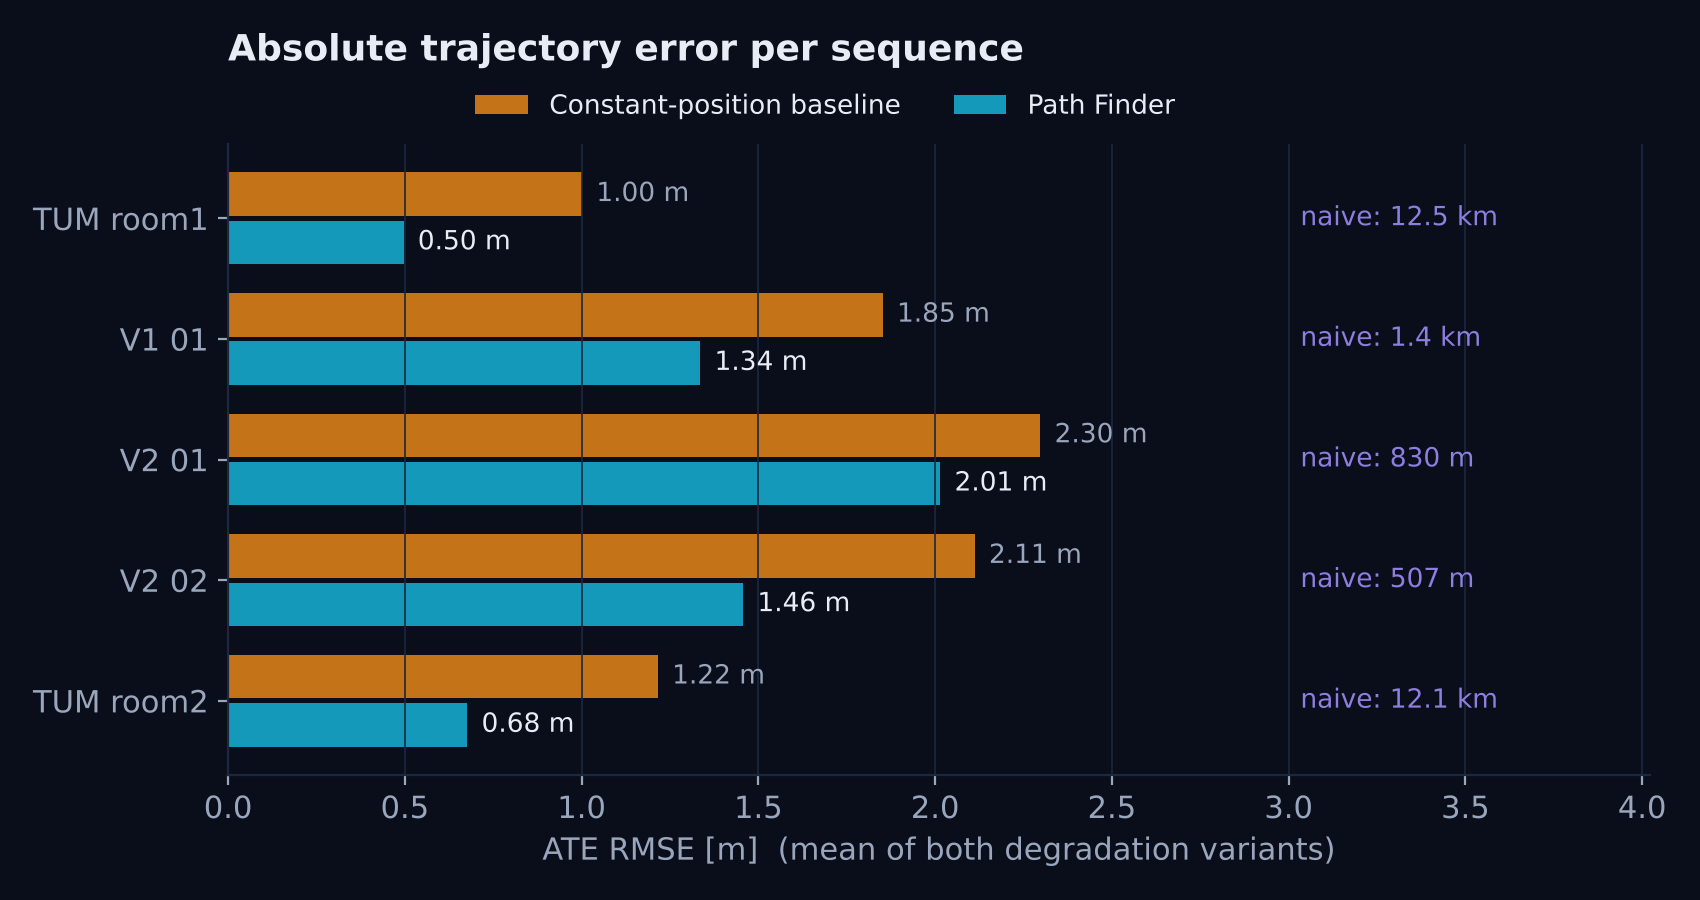 Absolute trajectory error per sequence
Constant-position baseline Path Finder
TUM room1 1.00 m 0.50 m naive: 12.5 km
V1 01 1.85 m 1.34 m naive: 1.4 km
V2 01 2.30 m 2.01 m naive: 830 m
V2 02 2.11 m 1.46 m naive: 507 m
TUM room2 1.22 m 0.68 m naive: 12.1 km
0.0 0.5 1.0 1.5 2.0 2.5 3.0 3.5 4.0
ATE RMSE [m] (mean of both degradation variants)